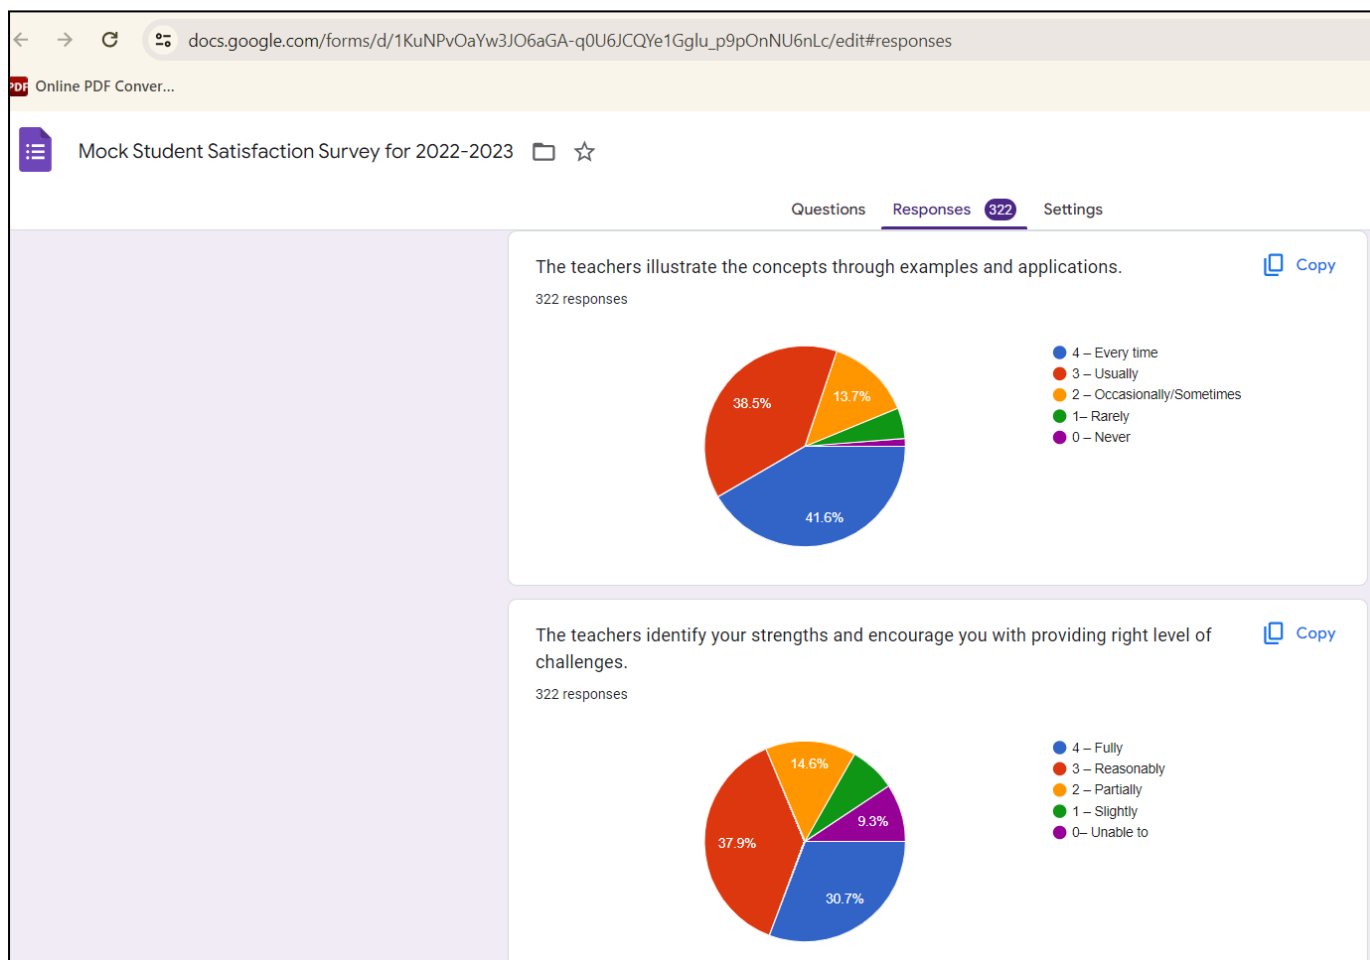 docs.google.com/forms/d/1KuNPvOaYw3JO6aGA-q0U6JCQYe1Gglu_p9pOnNU6nLc/edit#responses
PDF Online PDF Conver...
Mock Student Satisfaction Survey for 2022-2023
Questions Responses 322 Settings
The teachers illustrate the concepts through examples and applications. Copy
322 responses
4 – Every time
3 – Usually
2 – Occasionally/Sometimes
1– Rarely
0 – Never
38.5%
13.7%
41.6%
The teachers identify your strengths and encourage you with providing right level of
challenges.
Copy
322 responses
4 – Fully
3 – Reasonably
2 – Partially
1 – Slightly
0– Unable to
14.6%
9.3%
37.9%
30.7%